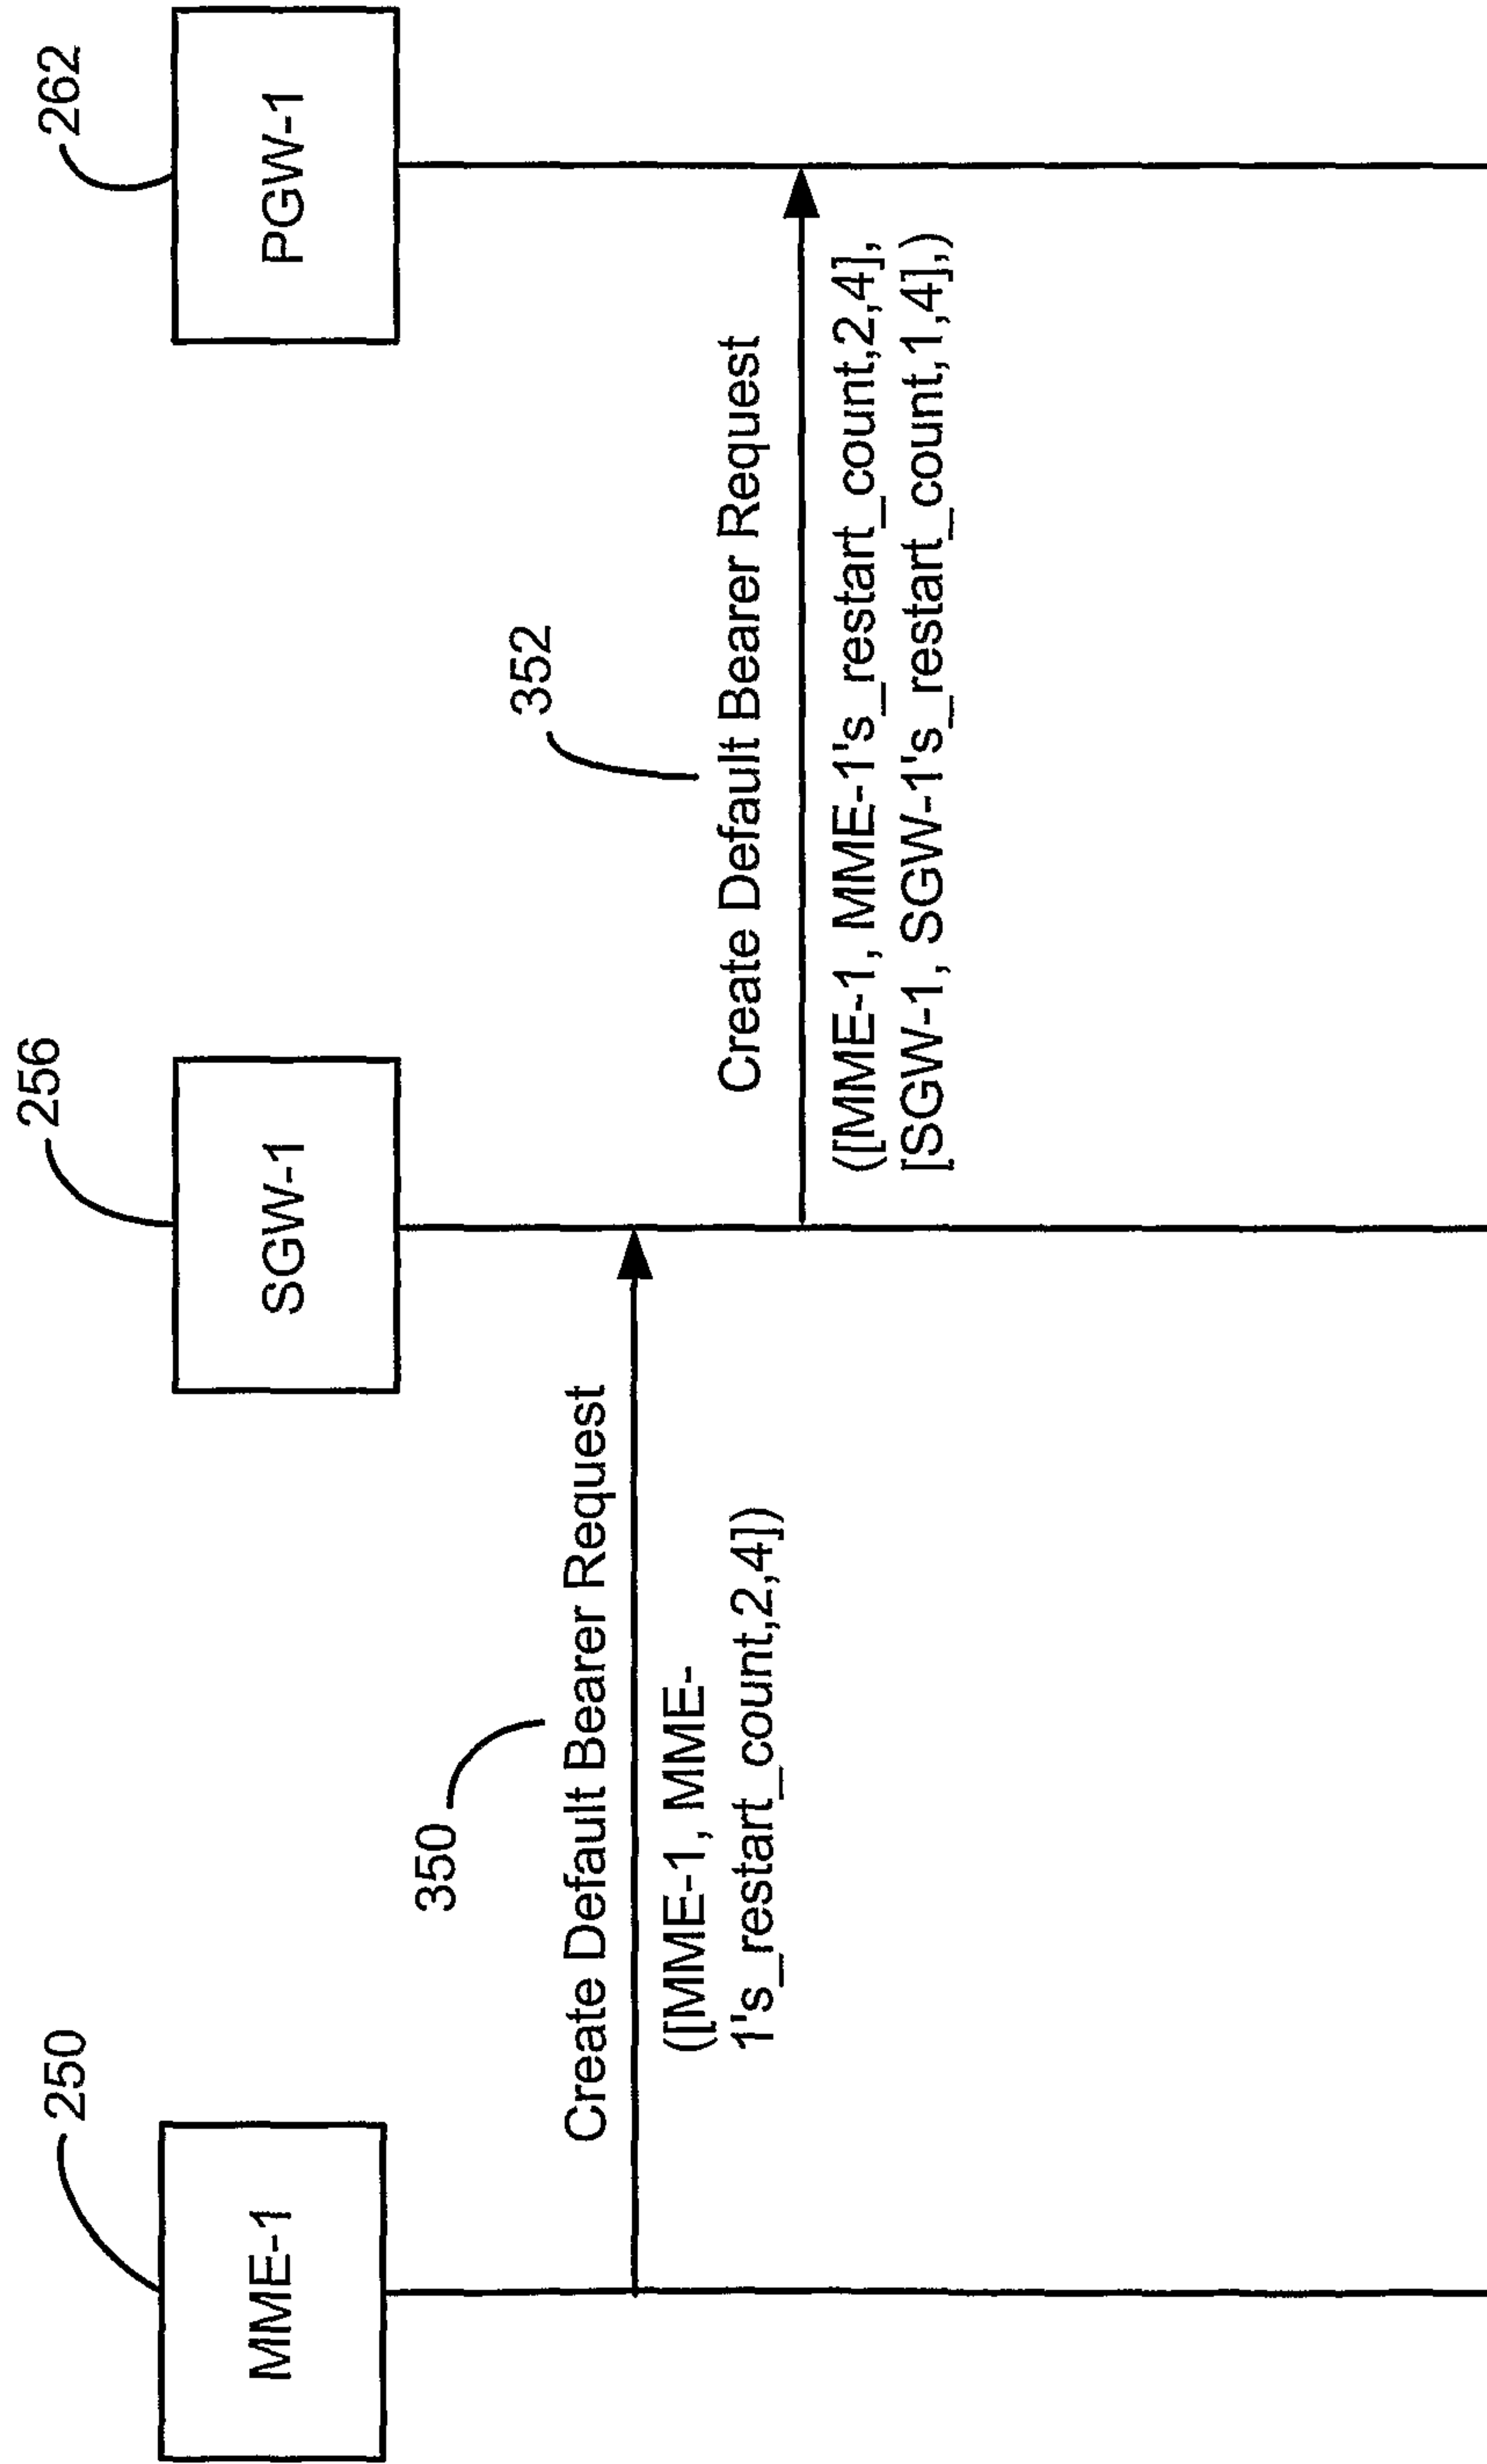 250
256
262
MME-1
SGW-1
PGW-1
350
Create Default Bearer Request
([MME-1, MME-
1's_restart_count,2,4])
352
Create Default Bearer Request
([MME-1, MME-1's_restart_count,2,4],
[SGW-1, SGW-1's_restart_count,1,4],)